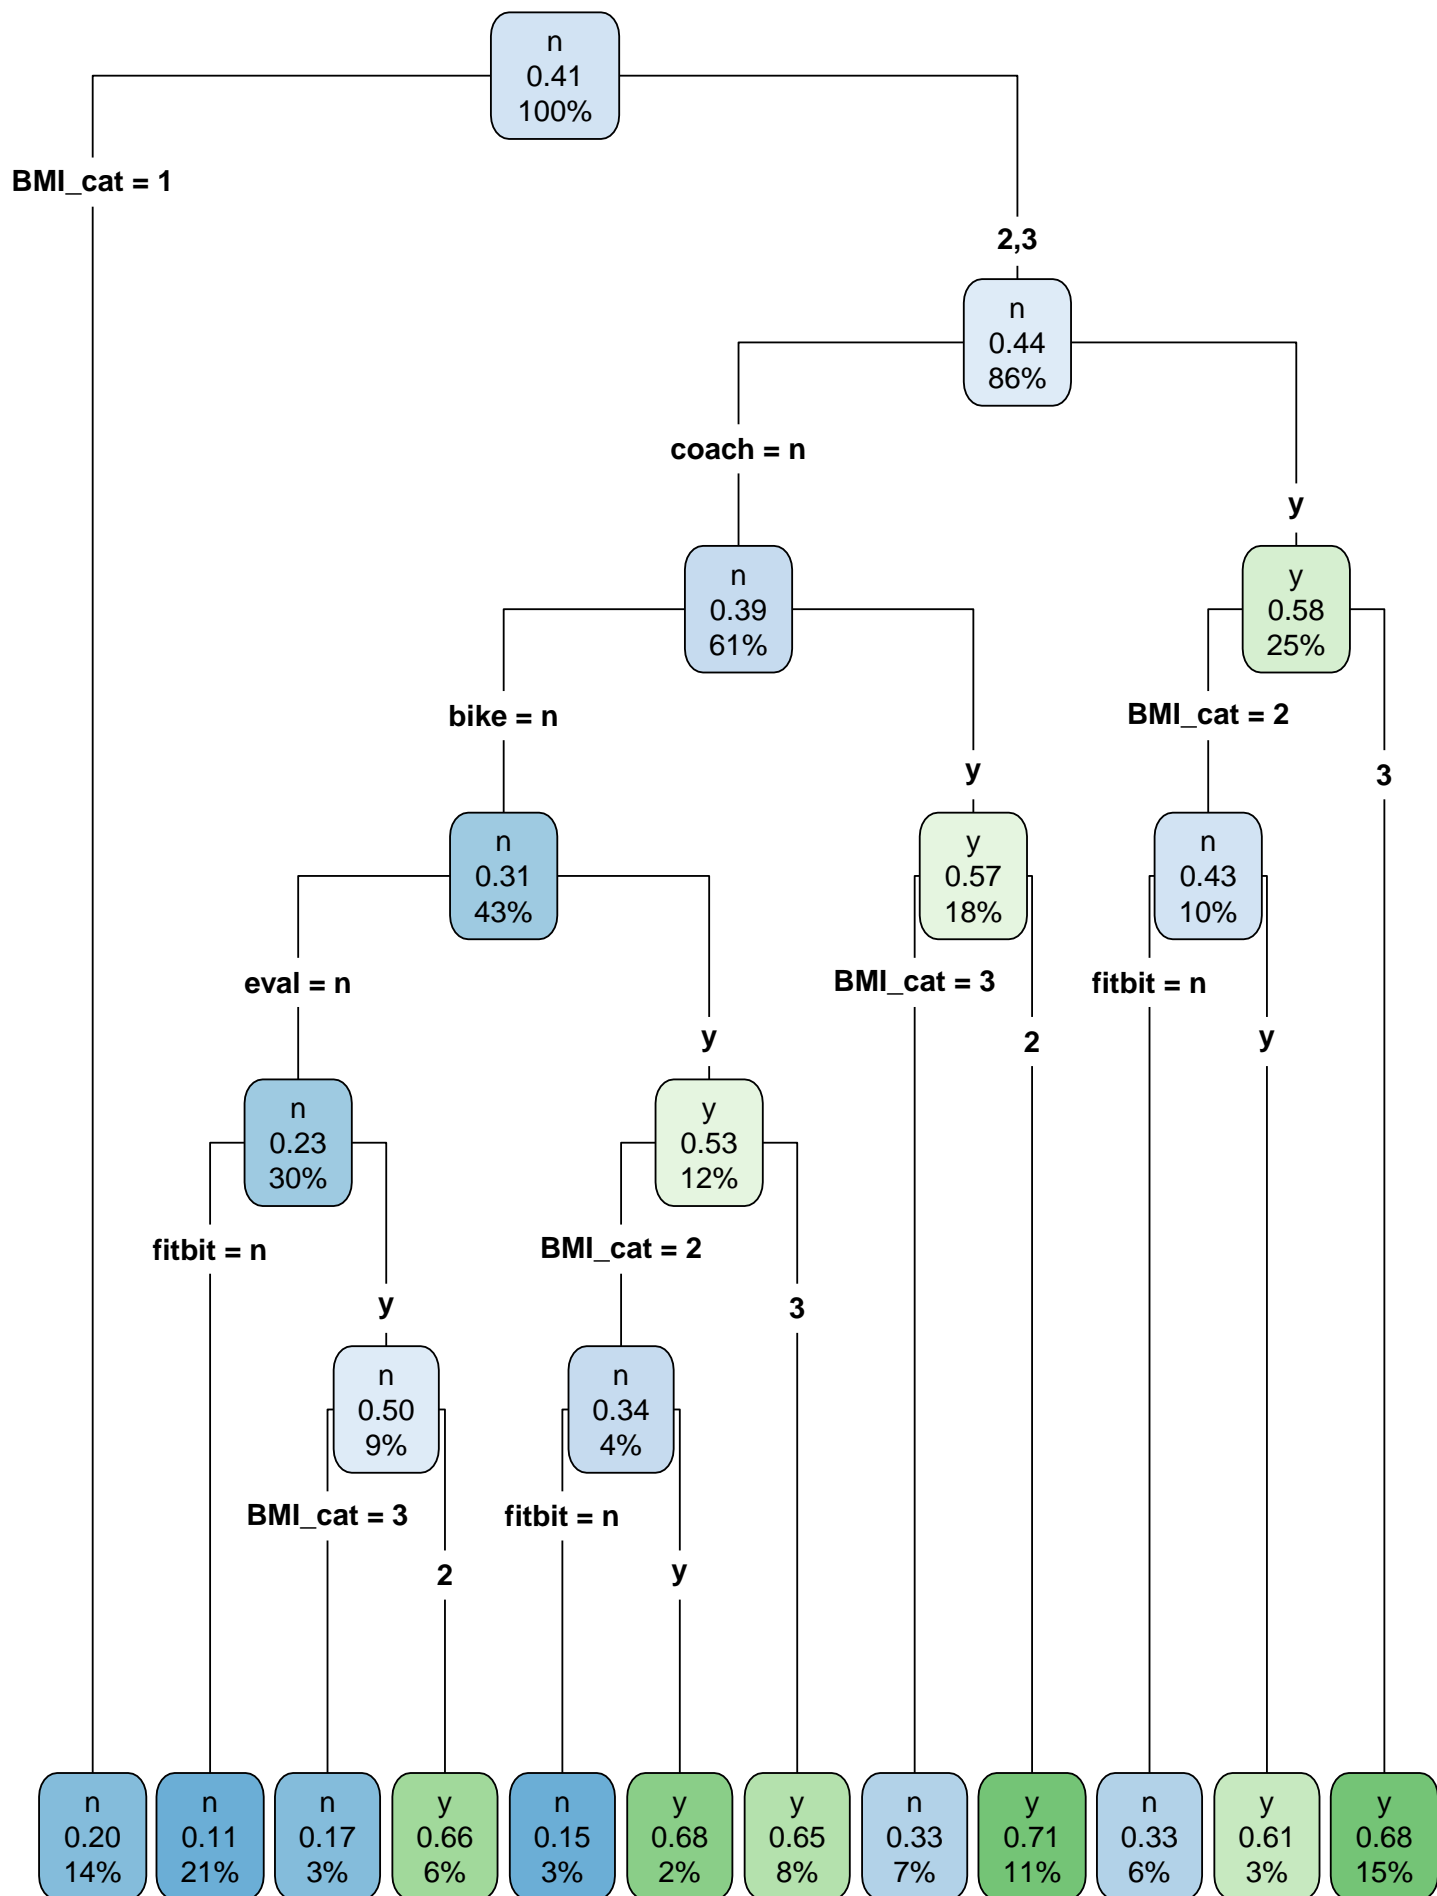 n
0.41
100%
BMI_cat = 1
2,3
n
0.44
86%
coach = n
y
n
0.39
61%
y
0.58
25%
bike = n
y
BMI_cat = 2
3
n
0.31
43%
y
0.57
18%
n
0.43
10%
eval = n
y
BMI_cat = 3
2
fitbit = n
y
n
0.23
30%
y
0.53
12%
fitbit = n
y
BMI_cat = 2
3
n
0.50
9%
n
0.34
4%
BMI_cat = 3
2
fitbit = n
y
n
0.20
14%
n
0.11
21%
n
0.17
3%
y
0.66
6%
n
0.15
3%
y
0.68
2%
y
0.65
8%
n
0.33
7%
y
0.71
11%
n
0.33
6%
y
0.61
3%
y
0.68
15%